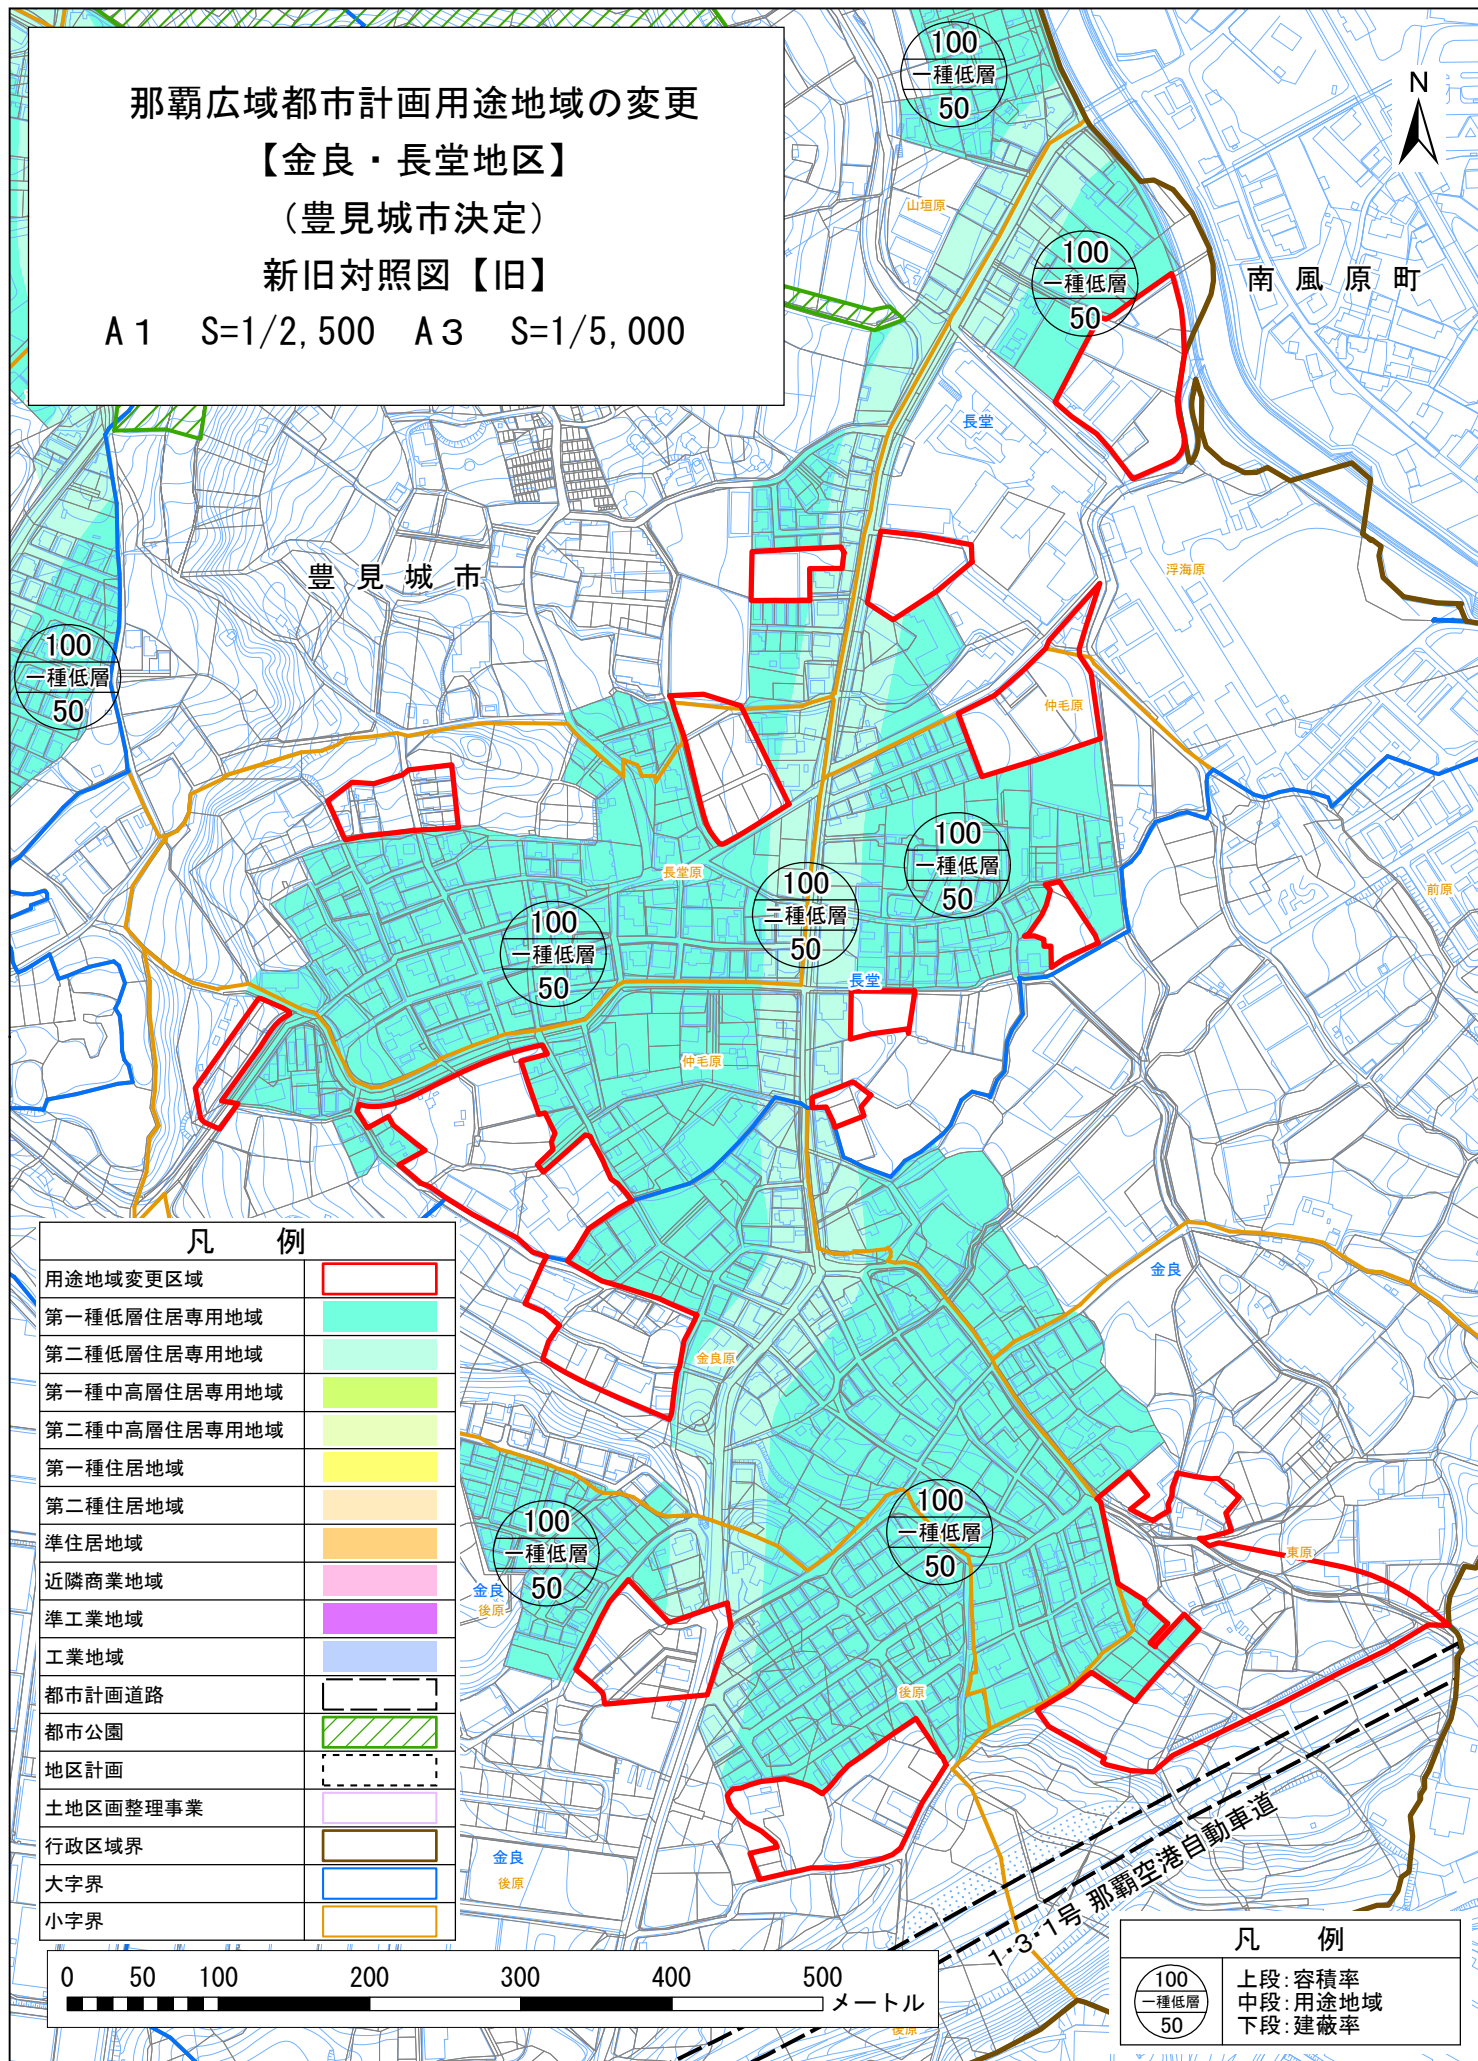 那覇広域都市計画用途地域の変更
【金良・長堂地区】
(豊見城市決定)
新旧対照図【旧】
A1 S=1/2,500 A3 S=1/5,000
N
100
一種低層
50
山垣原
100
一種低層
50
南風原町
長堂
豊見城市
浮海原
100
一種低層
50
仲毛原
100
一種低層
50
長堂原
100
二種低層
50
前原
100
一種低層
50
長堂
仲毛原
金良
金良原
100
一種低層
50
100
一種低層
50
東原
金良
後原
後原
金良
後原
1・3・1号 那覇空港自動車道
後原
凡 例
用途地域変更区域
第一種低層住居専用地域
第二種低層住居専用地域
第一種中高層住居専用地域
第二種中高層住居専用地域
第一種住居地域
第二種住居地域
準住居地域
近隣商業地域
準工業地域
工業地域
都市計画道路
都市公園
地区計画
土地区画整理事業
行政区域界
大字界
小字界
0 50 100 200 300 400 500
メートル
凡 例
100
一種低層
50
上段:容積率
中段:用途地域
下段:建蔽率